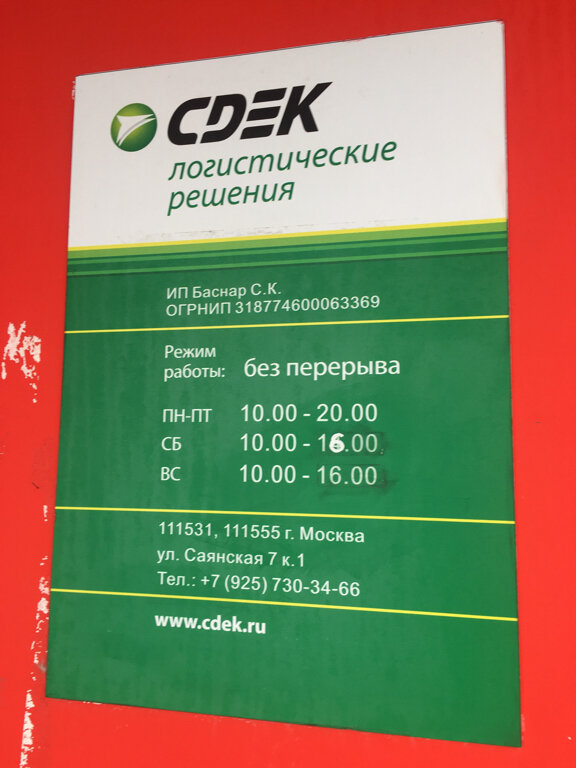 CDEK
логистические
решения
ИП Баснар С.К.
ОГРНИП 318774600063369
Режим
работы: без перерыва
ПН-ПТ 10.00 - 20.00
СБ 10.00 - 16.00
ВС 10.00 - 16.00
111531, 111555 г. Москва
ул. Саянская 7 к.1
Тел.: +7 (925) 730-34-66
www.cdek.ru